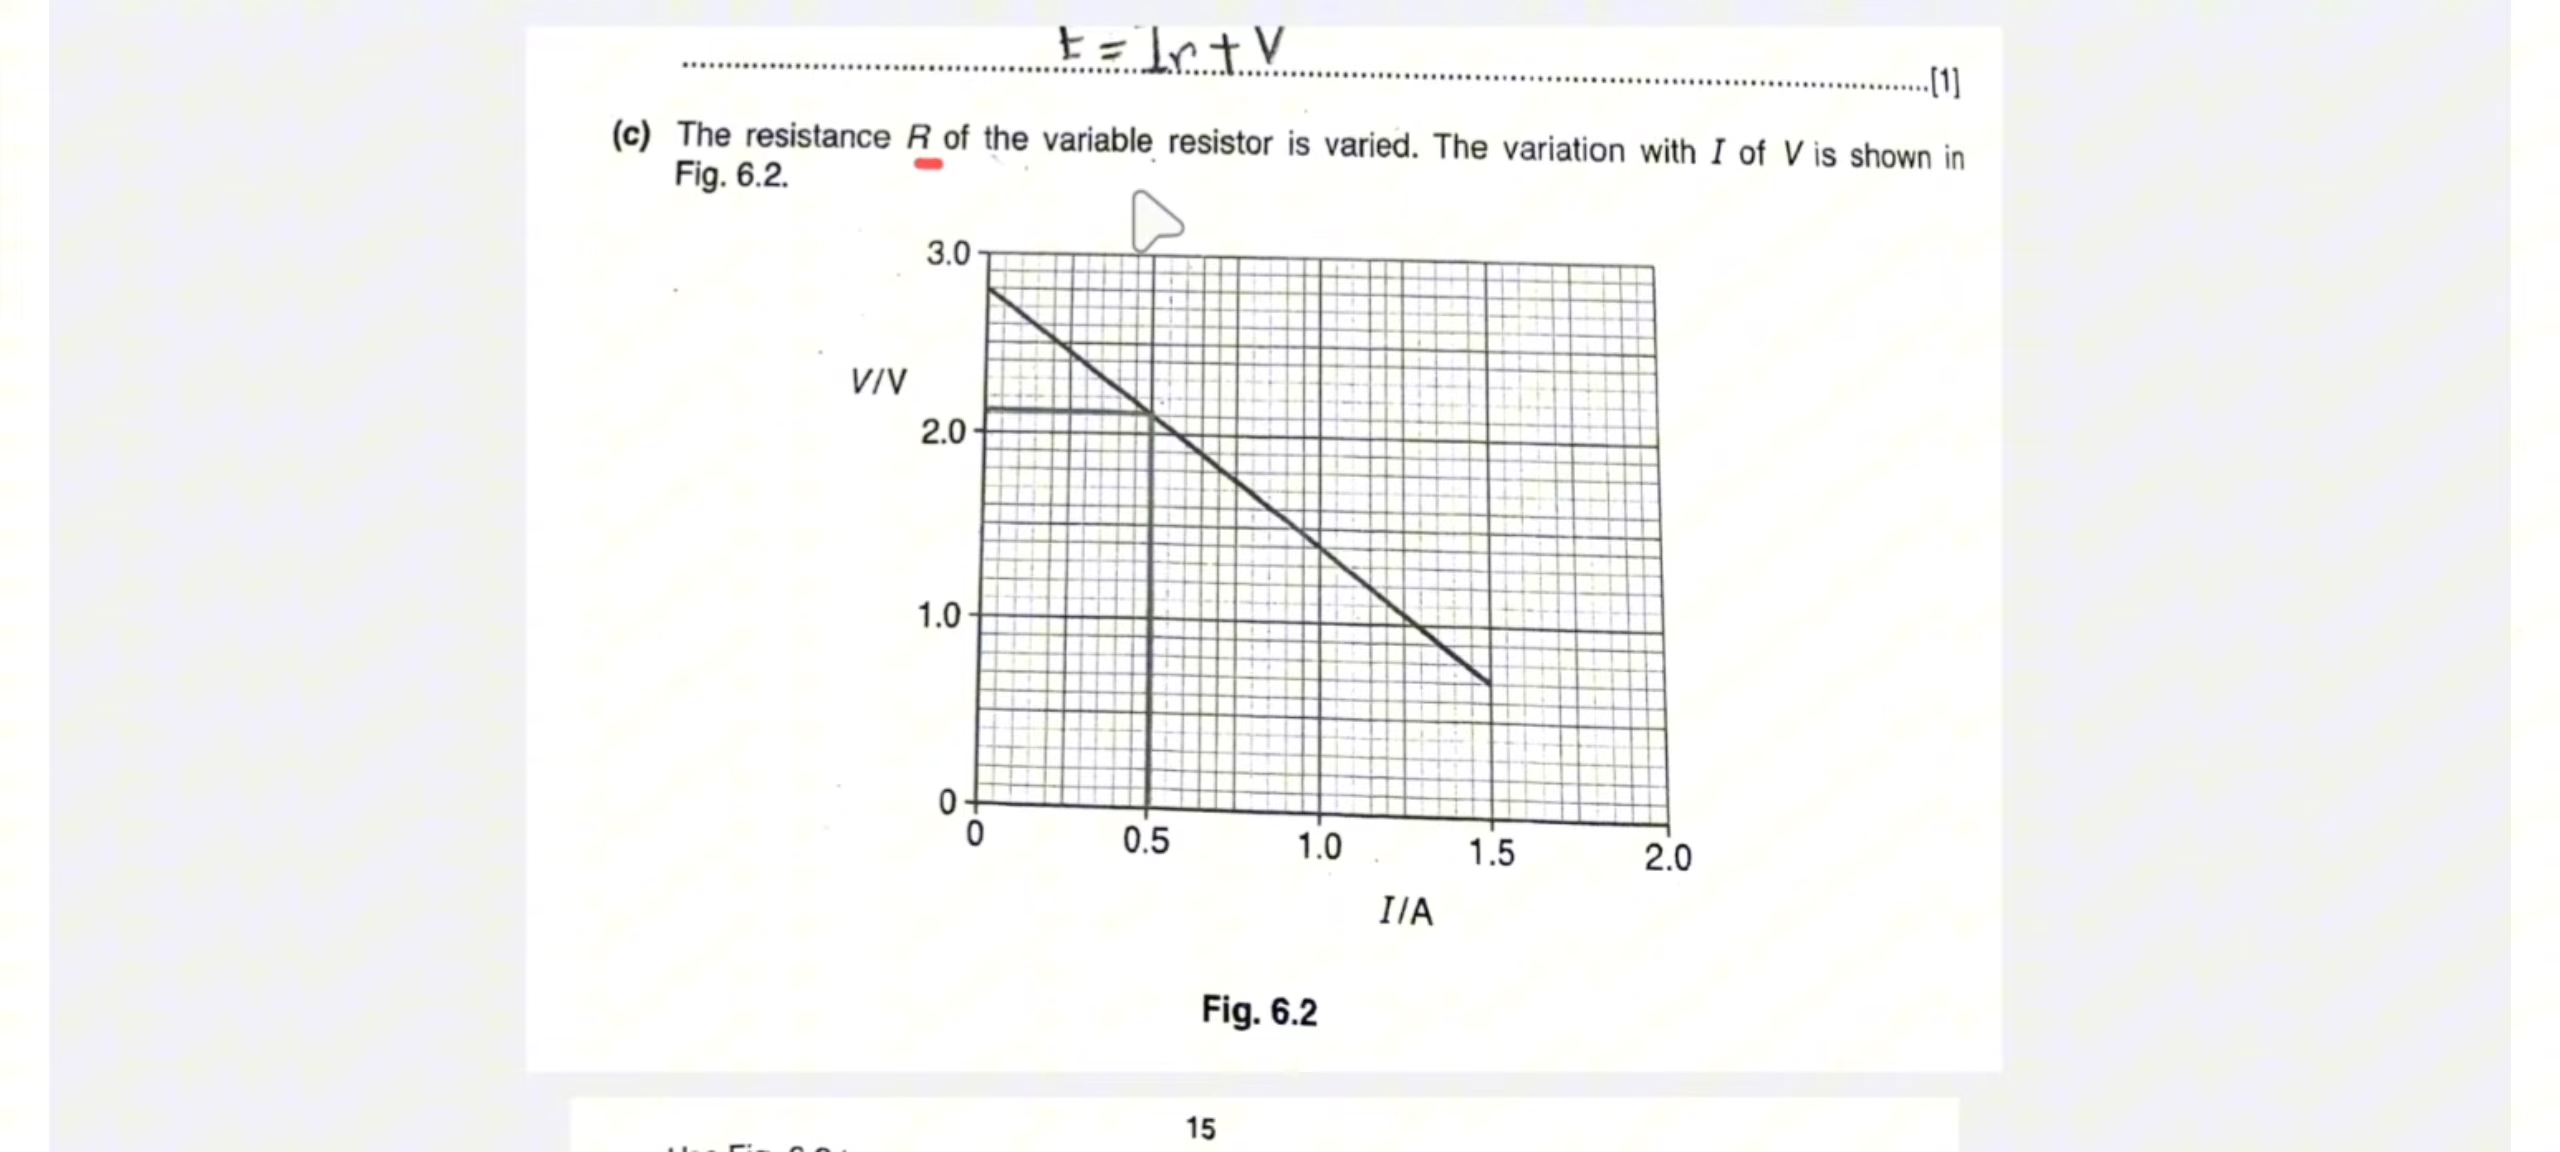 E = Ir + V
[1]
(c) The resistance R of the variable resistor is varied. The variation with I of V is shown in
Fig. 6.2.
3.0
V/V
2.0
1.0
0
0 0.5 1.0 1.5 2.0
I/A
Fig. 6.2
15